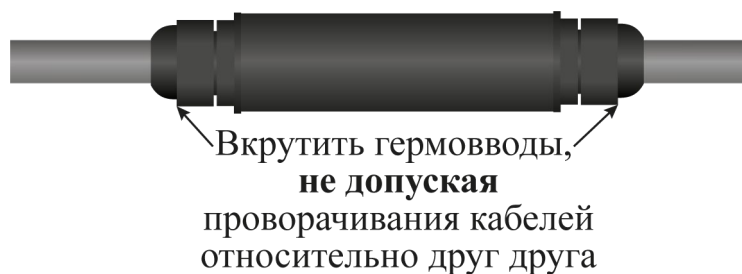 Вкрутить гермовводы,
не допуская
проворачивания кабелей
относительно друг друга